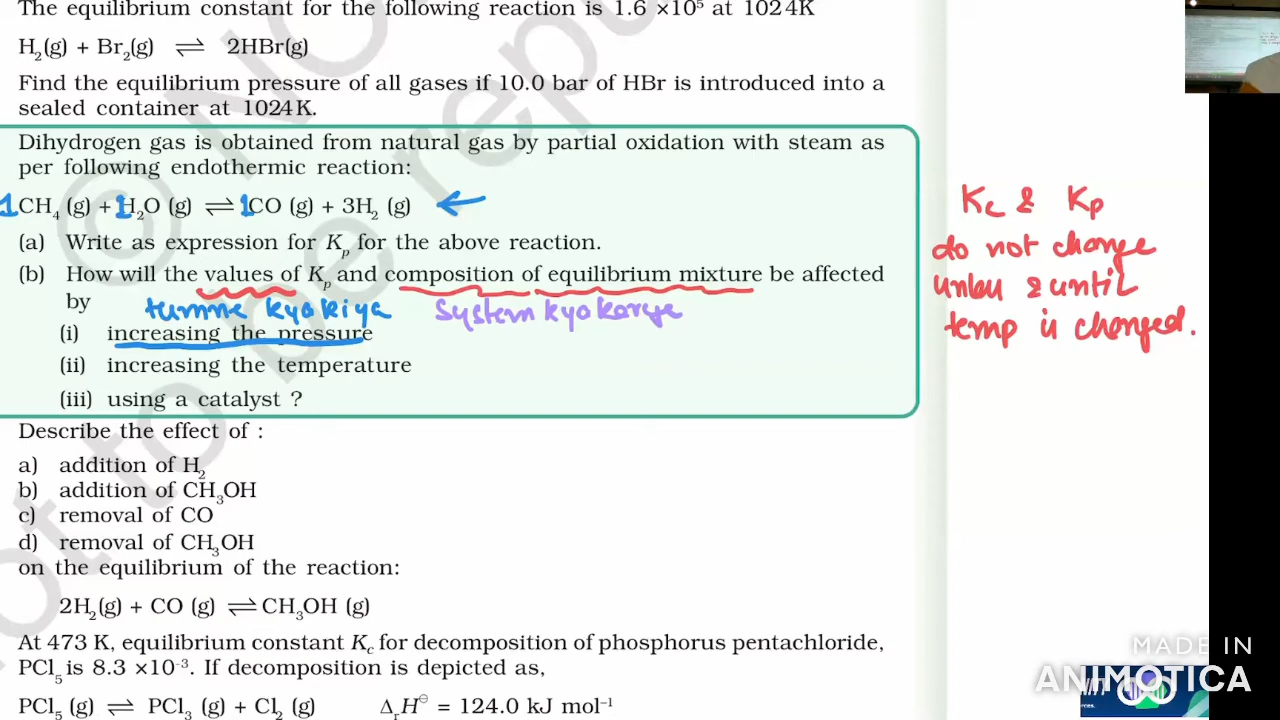 The equilibrium constant for the following reaction is 1.6 ×10⁵ at 1024K
H₂(g) + Br₂(g) ⇌ 2HBr(g)
Find the equilibrium pressure of all gases if 10.0 bar of HBr is introduced into a
sealed container at 1024K.
Dihydrogen gas is obtained from natural gas by partial oxidation with steam as
per following endothermic reaction:
1CH₄ (g) + 1H₂O (g) ⇌ 1CO (g) + 3H₂ (g) ←
(a) Write as expression for Kₚ for the above reaction.
(b) How will the values of Kₚ and composition of equilibrium mixture be affected
by
tumne kya kiya
system kya karega
(i) increasing the pressure
(ii) increasing the temperature
(iii) using a catalyst ?
Kc & Kp
do not change
unless & until
temp is changed.
Describe the effect of :
a) addition of H₂
b) addition of CH₃OH
c) removal of CO
d) removal of CH₃OH
on the equilibrium of the reaction:
2H₂(g) + CO (g) ⇌ CH₃OH (g)
At 473 K, equilibrium constant K꜀ for decomposition of phosphorus pentachloride,
PCl₅ is 8.3 ×10⁻³. If decomposition is depicted as,
PCl₅ (g) ⇌ PCl₃ (g) + Cl₂ (g) ΔᵣH⊖ = 124.0 kJ mol⁻¹
MADE IN
ANIMOTICA